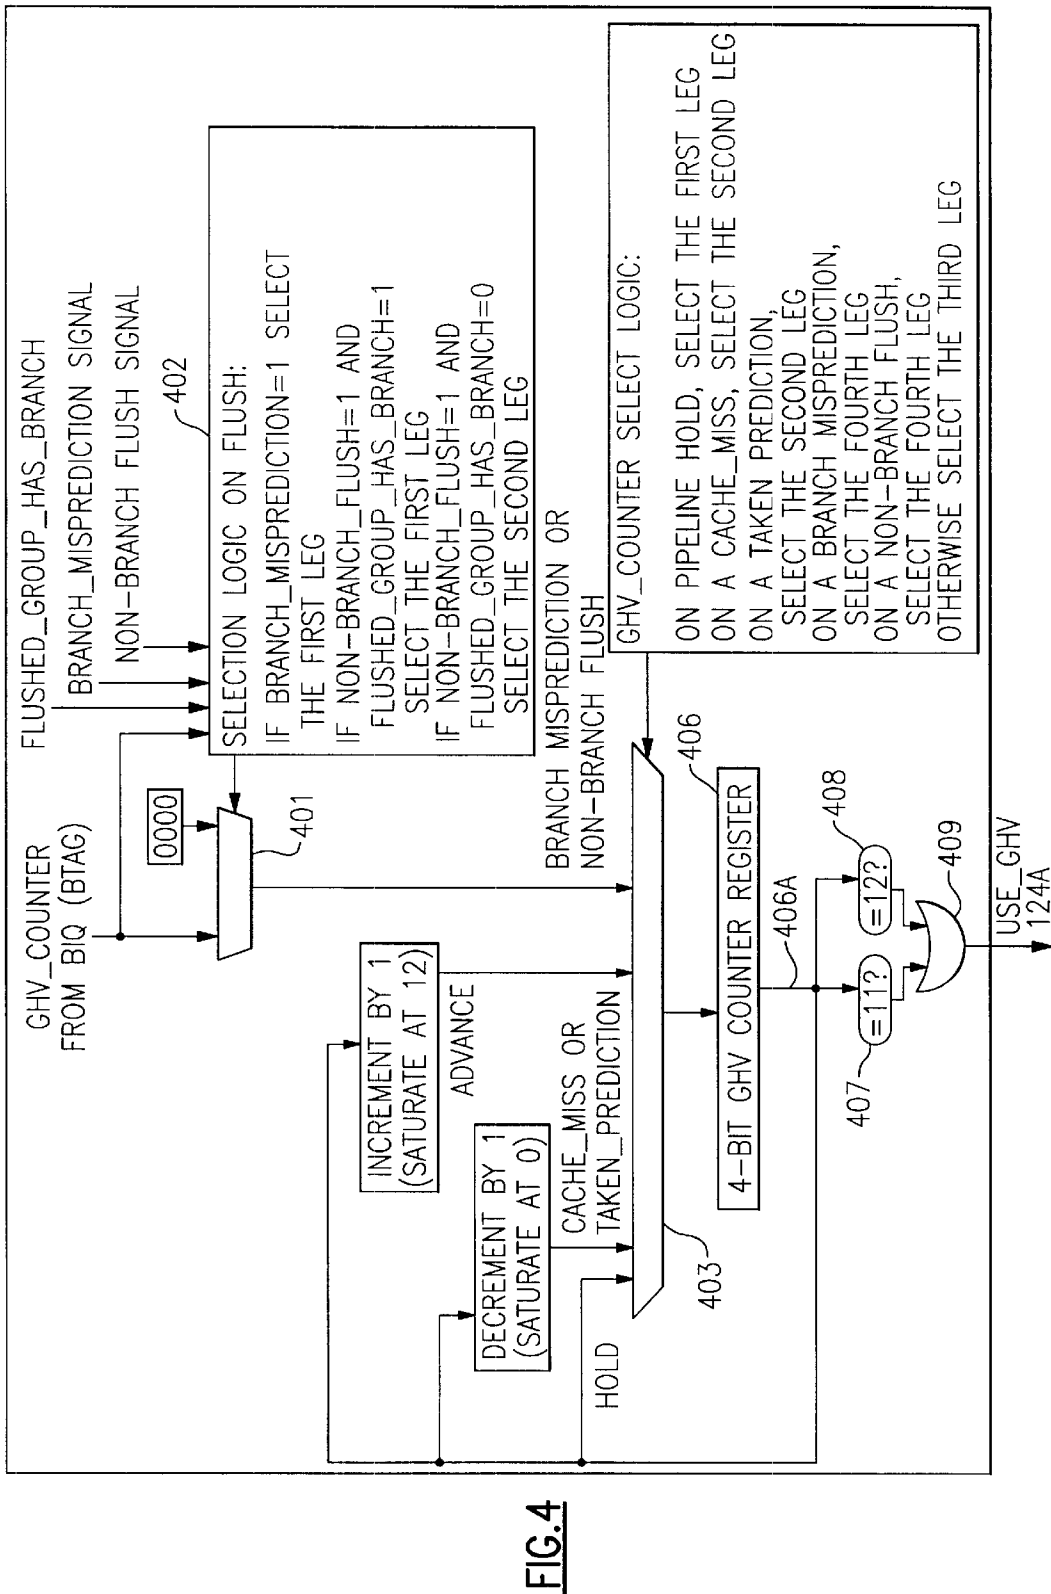 FLUSHED_GROUP_HAS_BRANCH
BRANCH_MISPREDICTION SIGNAL
NON-BRANCH FLUSH SIGNAL
GHV_COUNTER
FROM BIQ (BTAG)
0000
401
402
SELECTION LOGIC ON FLUSH:
IF BRANCH_MISPREDITION=1 SELECT
THE FIRST LEG
IF NON-BRANCH_FLUSH=1 AND
FLUSHED_GROUP_HAS_BRANCH=1
SELECT THE FIRST LEG
IF NON-BRANCH_FLUSH=1 AND
FLUSHED_GROUP_HAS_BRANCH=0
SELECT THE SECOND LEG
INCREMENT BY 1
(SATURATE AT 12)
ADVANCE
DECREMENT BY 1
(SATURATE AT 0)
CACHE_MISS OR
TAKEN_PREDICTION
HOLD
BRANCH MISPREDICTION OR
NON-BRANCH FLUSH
403
GHV_COUNTER SELECT LOGIC:
ON PIPELINE HOLD, SELECT THE FIRST LEG
ON A CACHE_MISS, SELECT THE SECOND LEG
ON A TAKEN PREDICTION,
SELECT THE SECOND LEG
ON A BRANCH MISPREDICTION,
SELECT THE FOURTH LEG
ON A NON-BRANCH FLUSH,
SELECT THE FOURTH LEG
OTHERWISE SELECT THE THIRD LEG
4-BIT GHV COUNTER REGISTER
406
406A
=11?
407
=12?
408
409
USE_GHV
124A
FIG.4